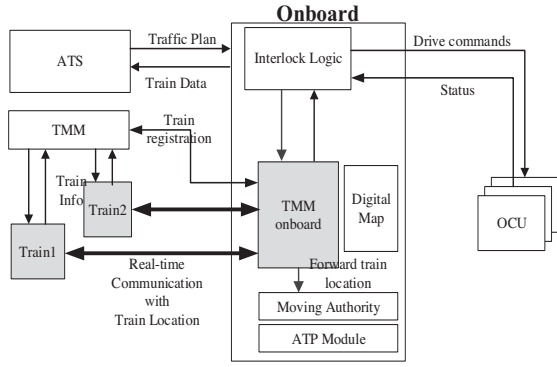 Onboard
ATS
Traffic Plan
Train Data
Interlock Logic
Drive commands
Status
TMM
Train
registration
Train
Info
Train2
Train1
TMM
onboard
Digital
Map
OCU
Real-time
Communication
with
Train Location
Forward train
location
Moving Authority
ATP Module